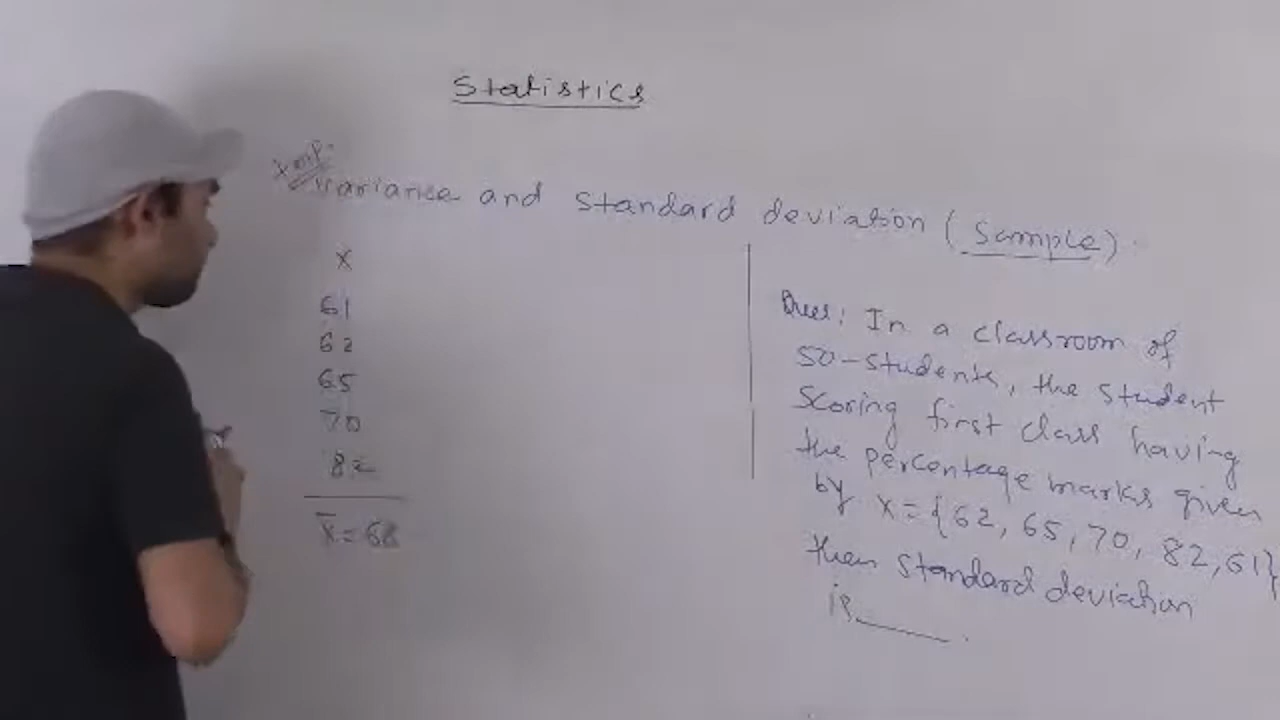 Statistics
Imp.
Variance and Standard deviation (Sample).
X
61
62
65
70
82
x̄ = 68
Ques: In a classroom of
50-students, the student
Scoring first class having
the percentage marks given
by x = {62, 65, 70, 82, 61}
then standard deviation
is______.